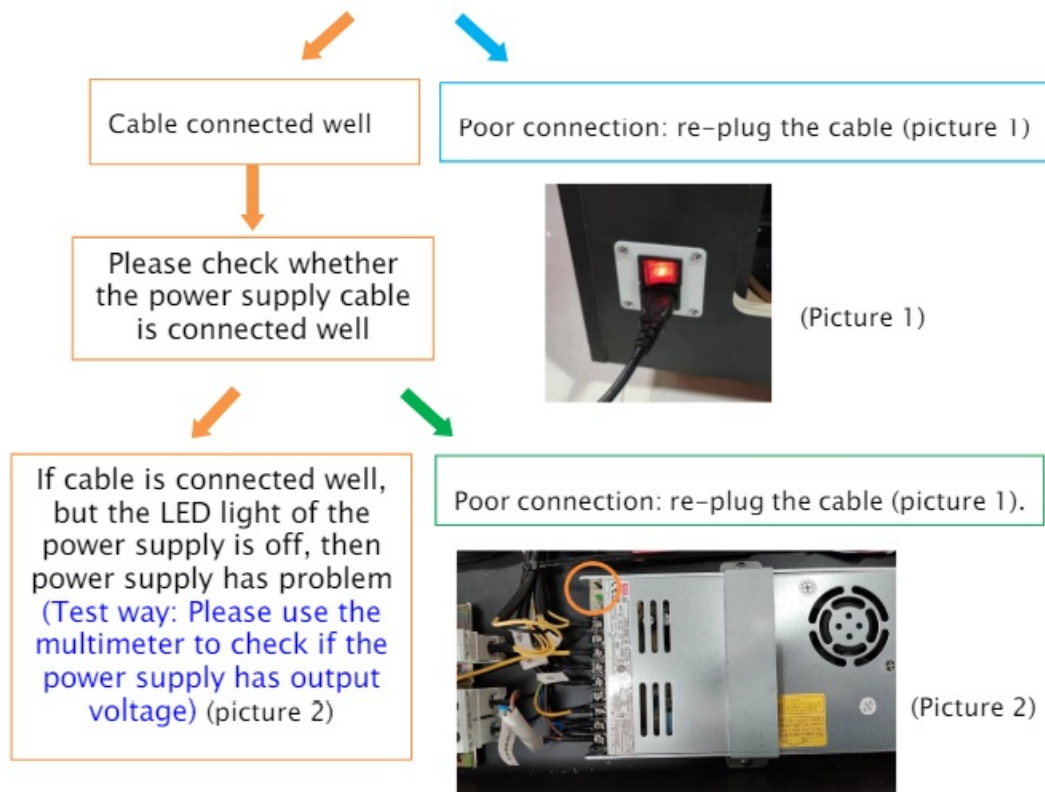 Cable connected well
Poor connection: re-plug the cable (picture 1)
Please check whether
the power supply cable
is connected well
(Picture 1)
If cable is connected well,
but the LED light of the
power supply is off, then
power supply has problem
(Test way: Please use the
multimeter to check if the
power supply has output
voltage) (picture 2)
Poor connection: re-plug the cable (picture 1).
(Picture 2)